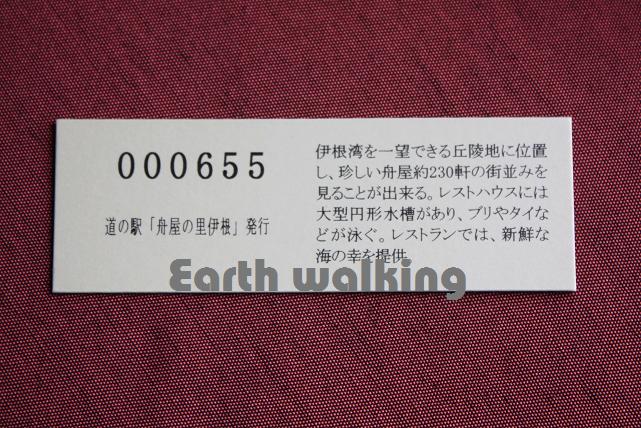 000655
道の駅「舟屋の里伊根」発行
伊根湾を一望できる丘陵地に位置
し、珍しい舟屋約230軒の街並みを
見ることが出来る。レストハウスには
大型円形水槽があり、ブリやタイな
どが泳ぐ。レストランでは、新鮮な
海の幸を提供
Earth walking